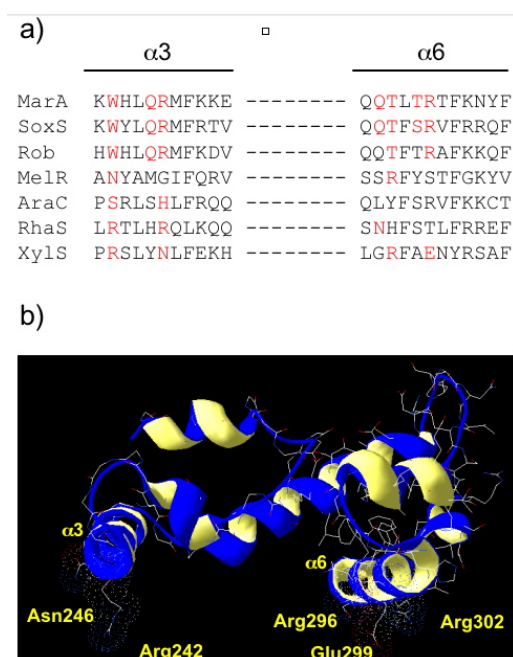 a)
α3 α6
MarA KWHLQRMFKKE -------- QQTLTRTFKNYF
SoxS KWYLQRMFRTV -------- QQTFSRVFRRQF
Rob HWHLQRMFKDV -------- QQTFTRAFKKQF
MelR ANYAMGIFQRV -------- SSRFYSTFGKYV
AraC PSRLSHLFRQQ -------- QLYFSRVFKKCT
RhaS LRTLHRQLKQQ -------- SNHFSTLFRREF
XylS PRSLYNLFEKH -------- LGRFAENYRSAF
b)
α3
α6
Asn246 Arg296 Arg302
Arg242 Glu299